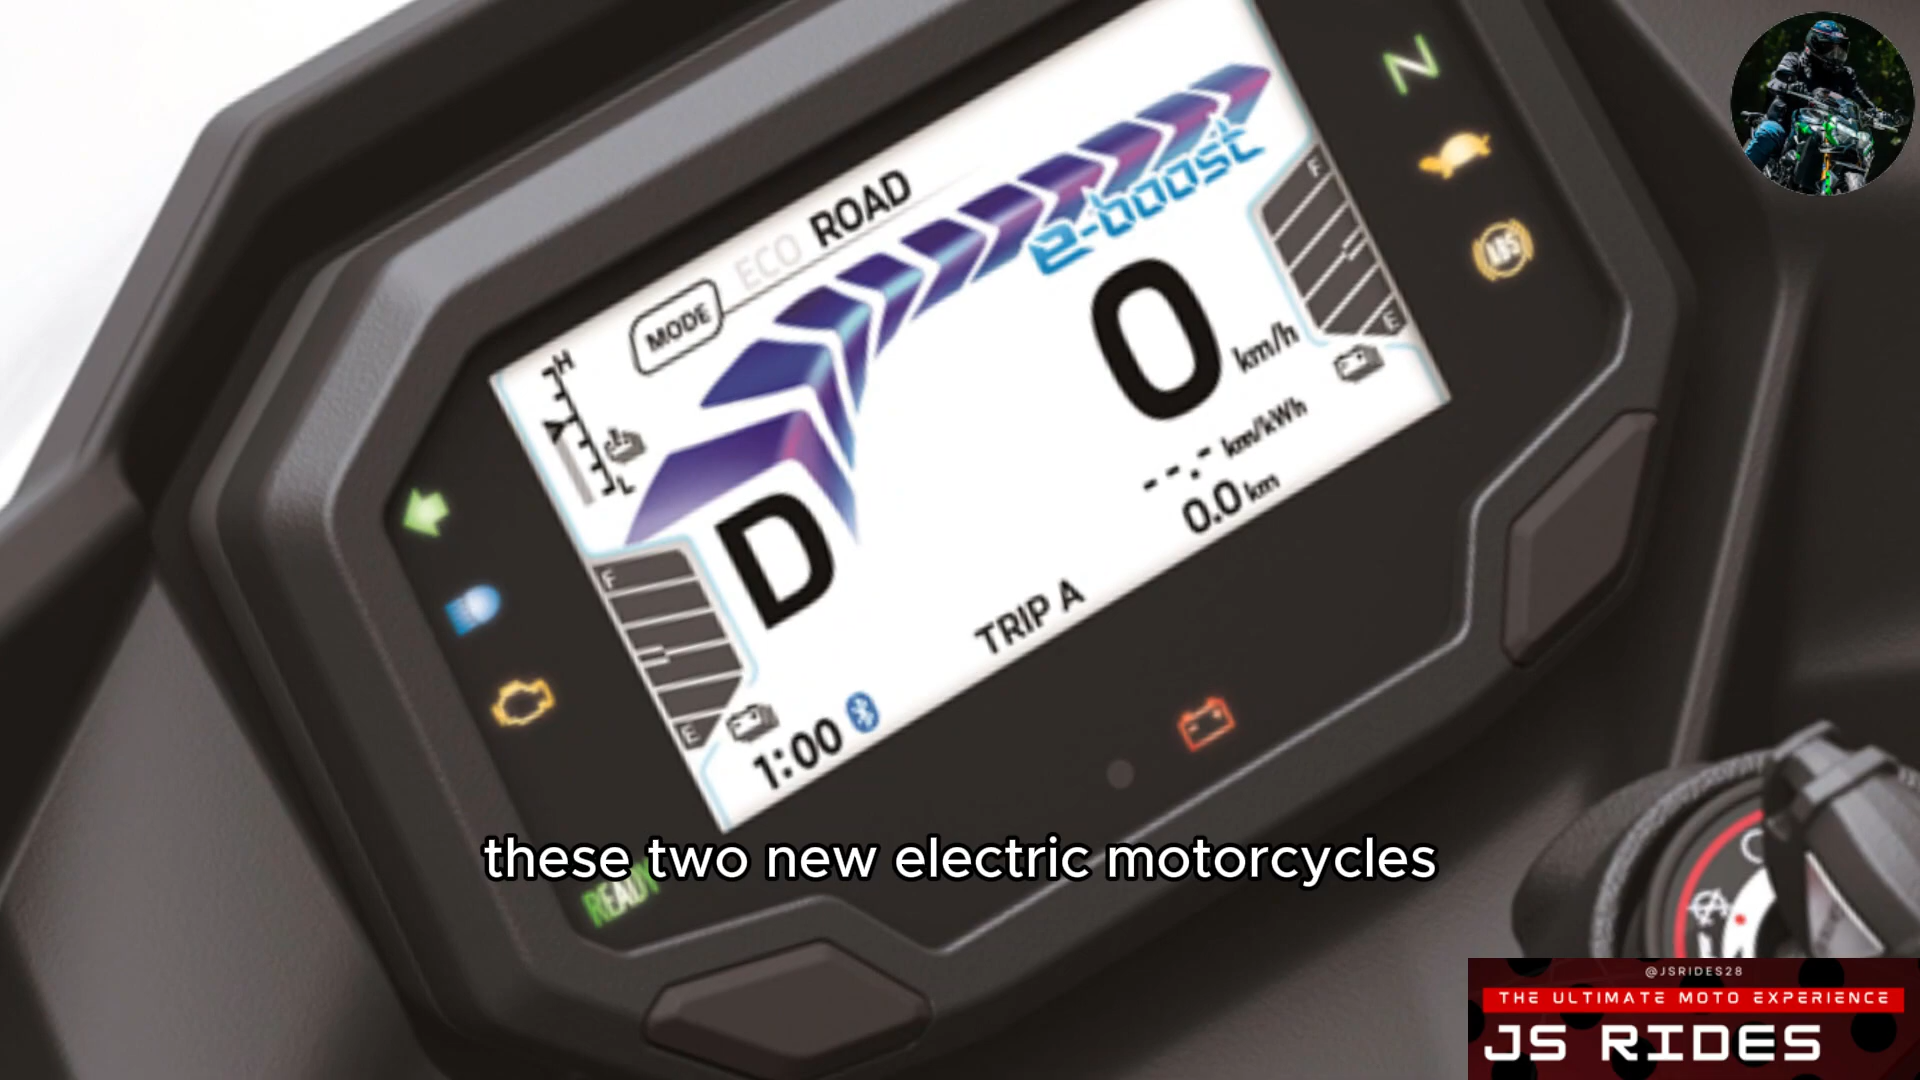 N
ECO ROAD
MODE
e-boost
H
L
F
E
0 km/h
--.- km/kWh
0.0 km
D
TRIP A
F
E
1:00
ABS
READY
these two new electric motorcycles
@JSRIDES28
THE ULTIMATE MOTO EXPERIENCE
JS RIDES